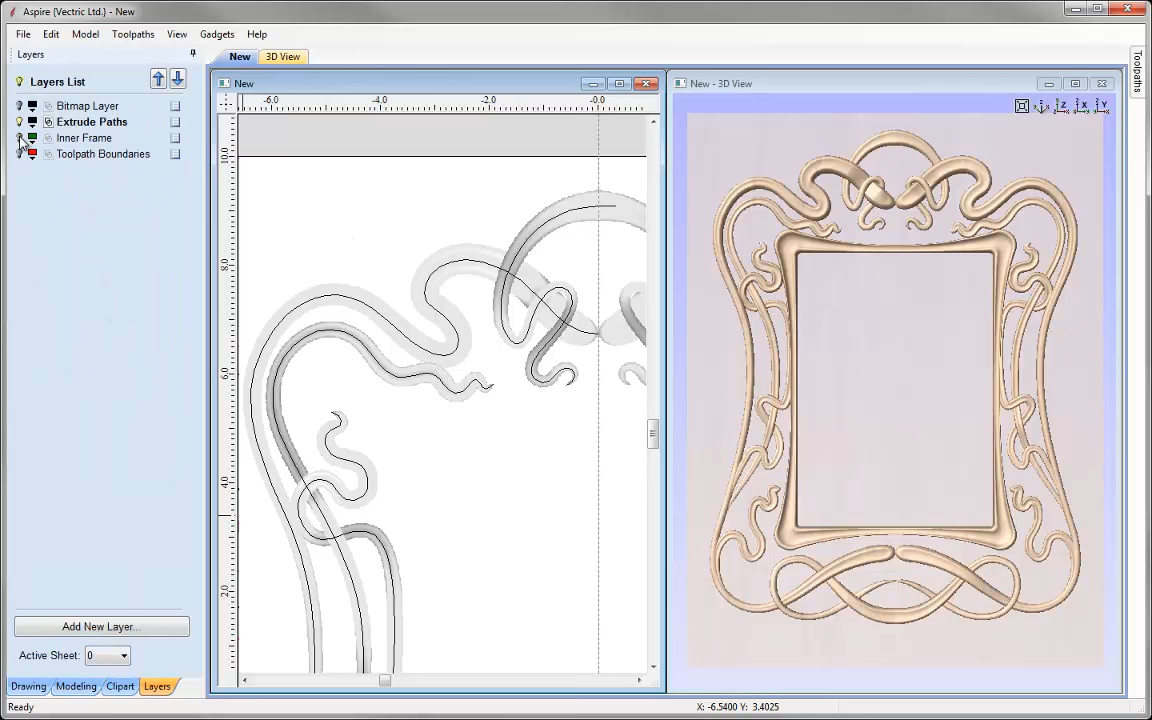 Aspire {Vectric Ltd.} - New
File Edit Model Toolpaths View Gadgets Help
Layers
New 3D View
Layers List
New
New - 3D View
Toolpaths
-6.0 -4.0 -2.0 -0.0
Bitmap Layer
Extrude Paths
Inner Frame
Toolpath Boundaries
10.0
8.0
6.0
4.0
2.0
Z X Y
Add New Layer...
Active Sheet: 0
Drawing Modeling Clipart Layers
Ready
X: -6.5400 Y: 3.4025